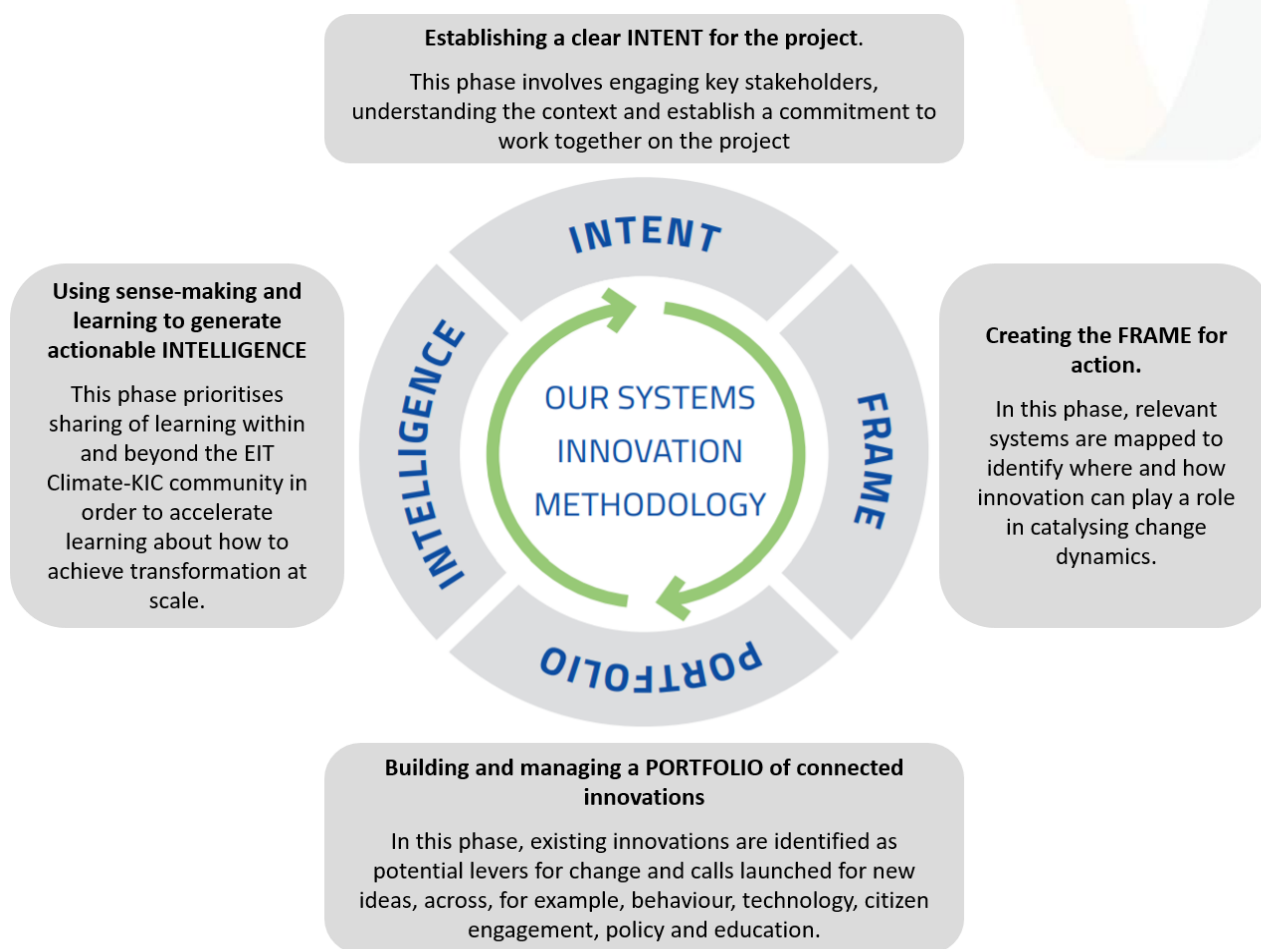 Establishing a clear INTENT for the project.
This phase involves engaging key stakeholders,
understanding the context and establish a commitment to
work together on the project
INTENT
Using sense-making and
learning to generate
actionable INTELLIGENCE
This phase prioritises
sharing of learning within
and beyond the EIT
Climate-KIC community in
order to accelerate
learning about how to
achieve transformation at
scale.
INTELLIGENCE
OUR SYSTEMS
INNOVATION
METHODOLOGY
FRAME
Creating the FRAME for
action.
In this phase, relevant
systems are mapped to
identify where and how
innovation can play a role
in catalysing change
dynamics.
PORTFOLIO
Building and managing a PORTFOLIO of connected
innovations
In this phase, existing innovations are identified as
potential levers for change and calls launched for new
ideas, across, for example, behaviour, technology, citizen
engagement, policy and education.